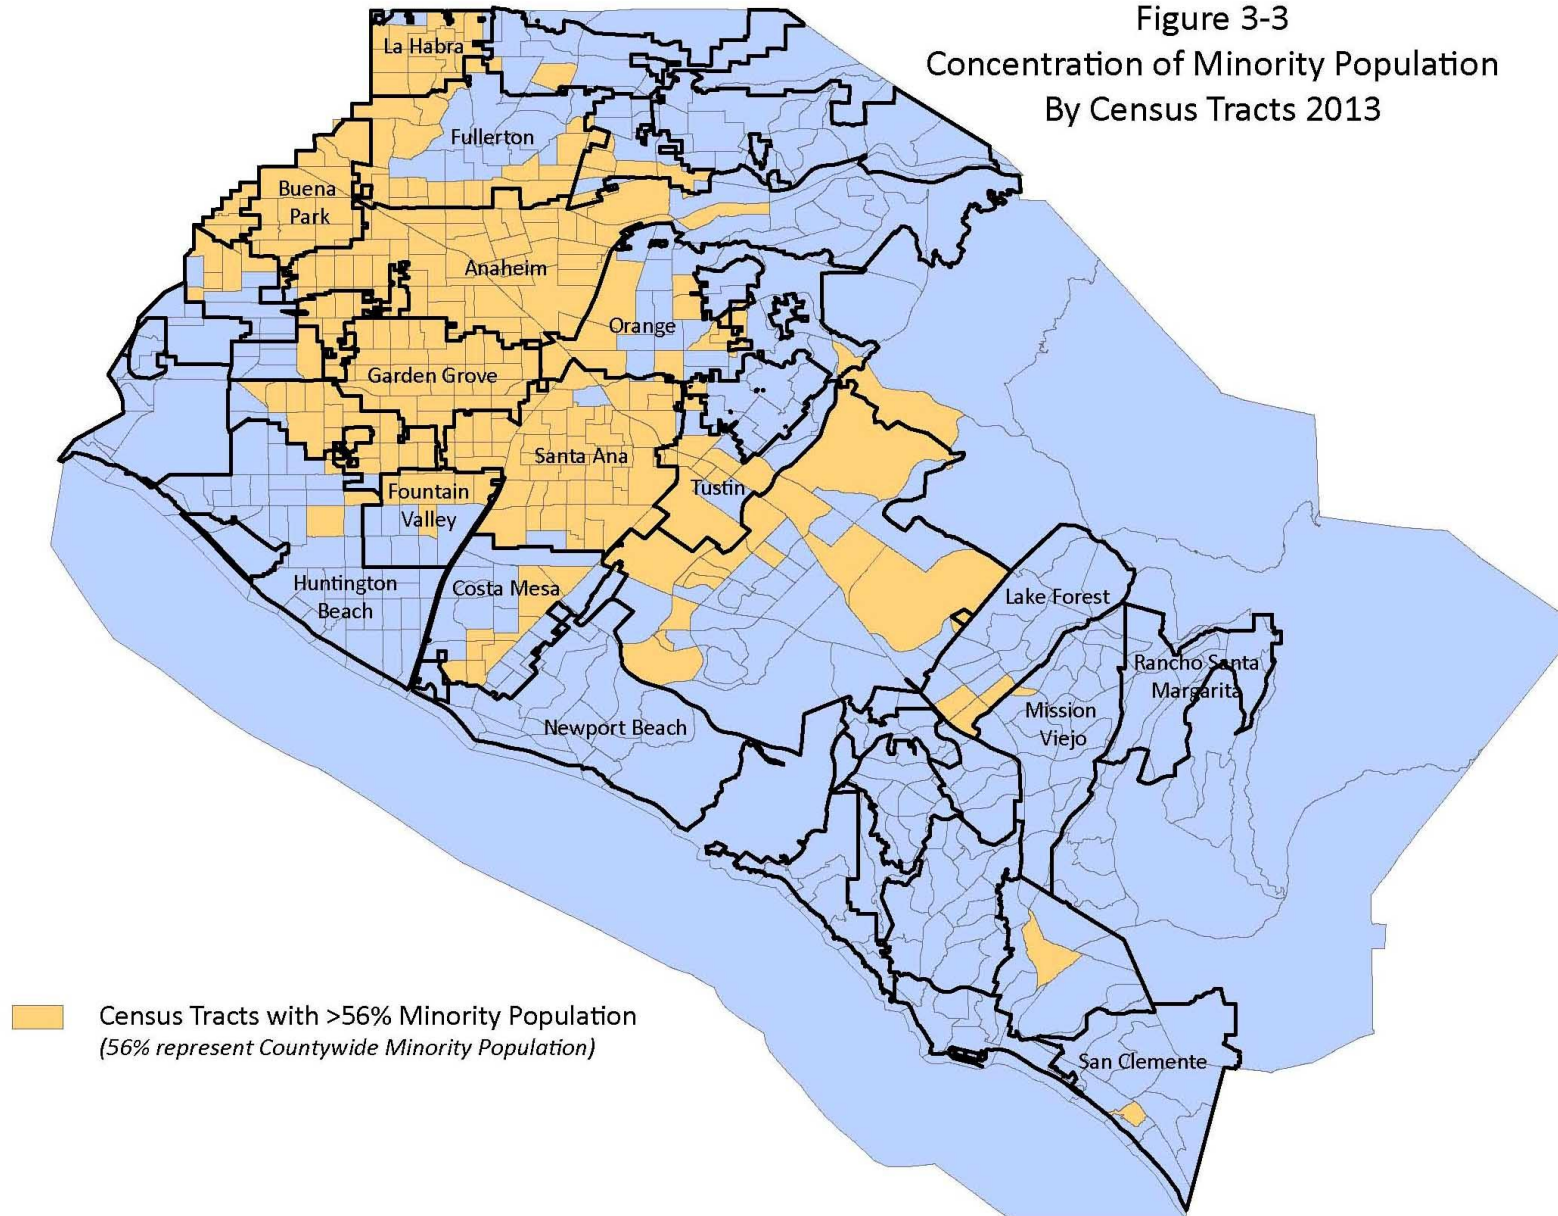 Figure 3-3
Concentration of Minority Population
By Census Tracts 2013
La Habra
Fullerton
Buena
Park
Anaheim
Orange
Garden Grove
Santa Ana
Tustin
Fountain
Valley
Huntington
Beach
Costa Mesa
Lake Forest
Rancho Santa
Margarita
Mission
Viejo
Newport Beach
Census Tracts with >56% Minority Population
(56% represent Countywide Minority Population)
San Clemente